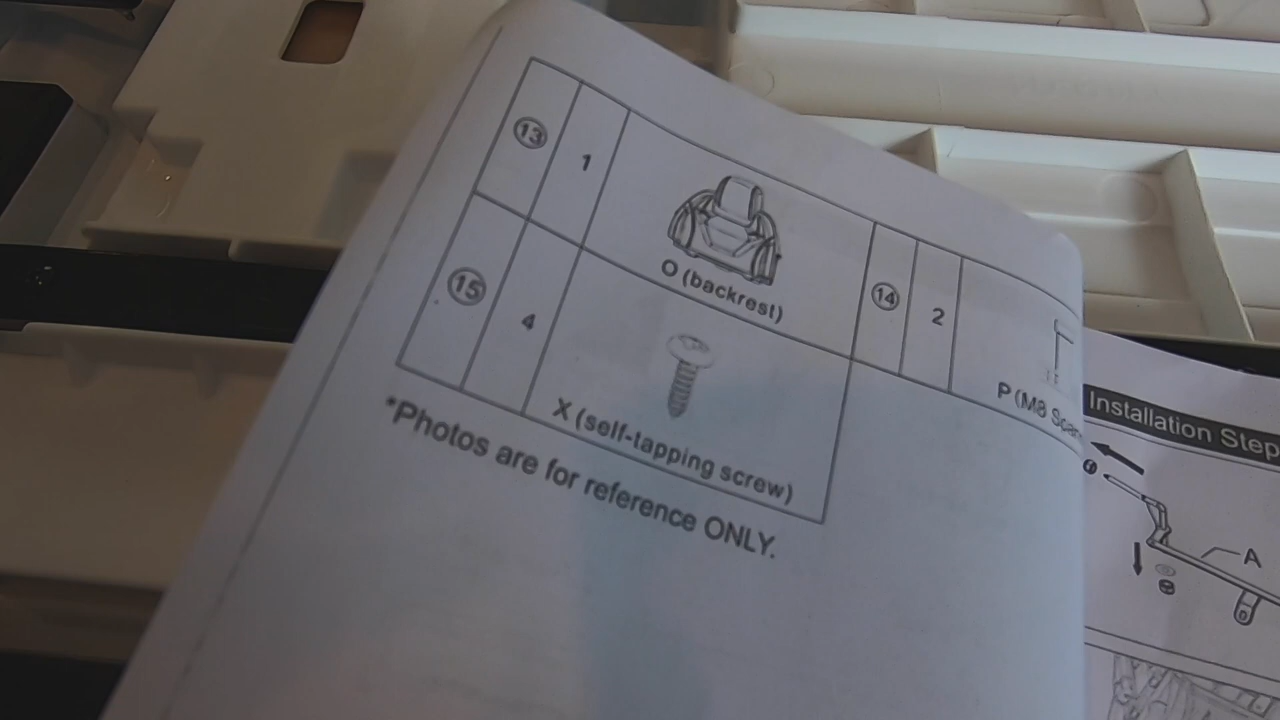 13 1 O (backrest) 14 2 P (M8
15 4 X (self-tapping screw)
*Photos are for reference ONLY.
Installation Step
A